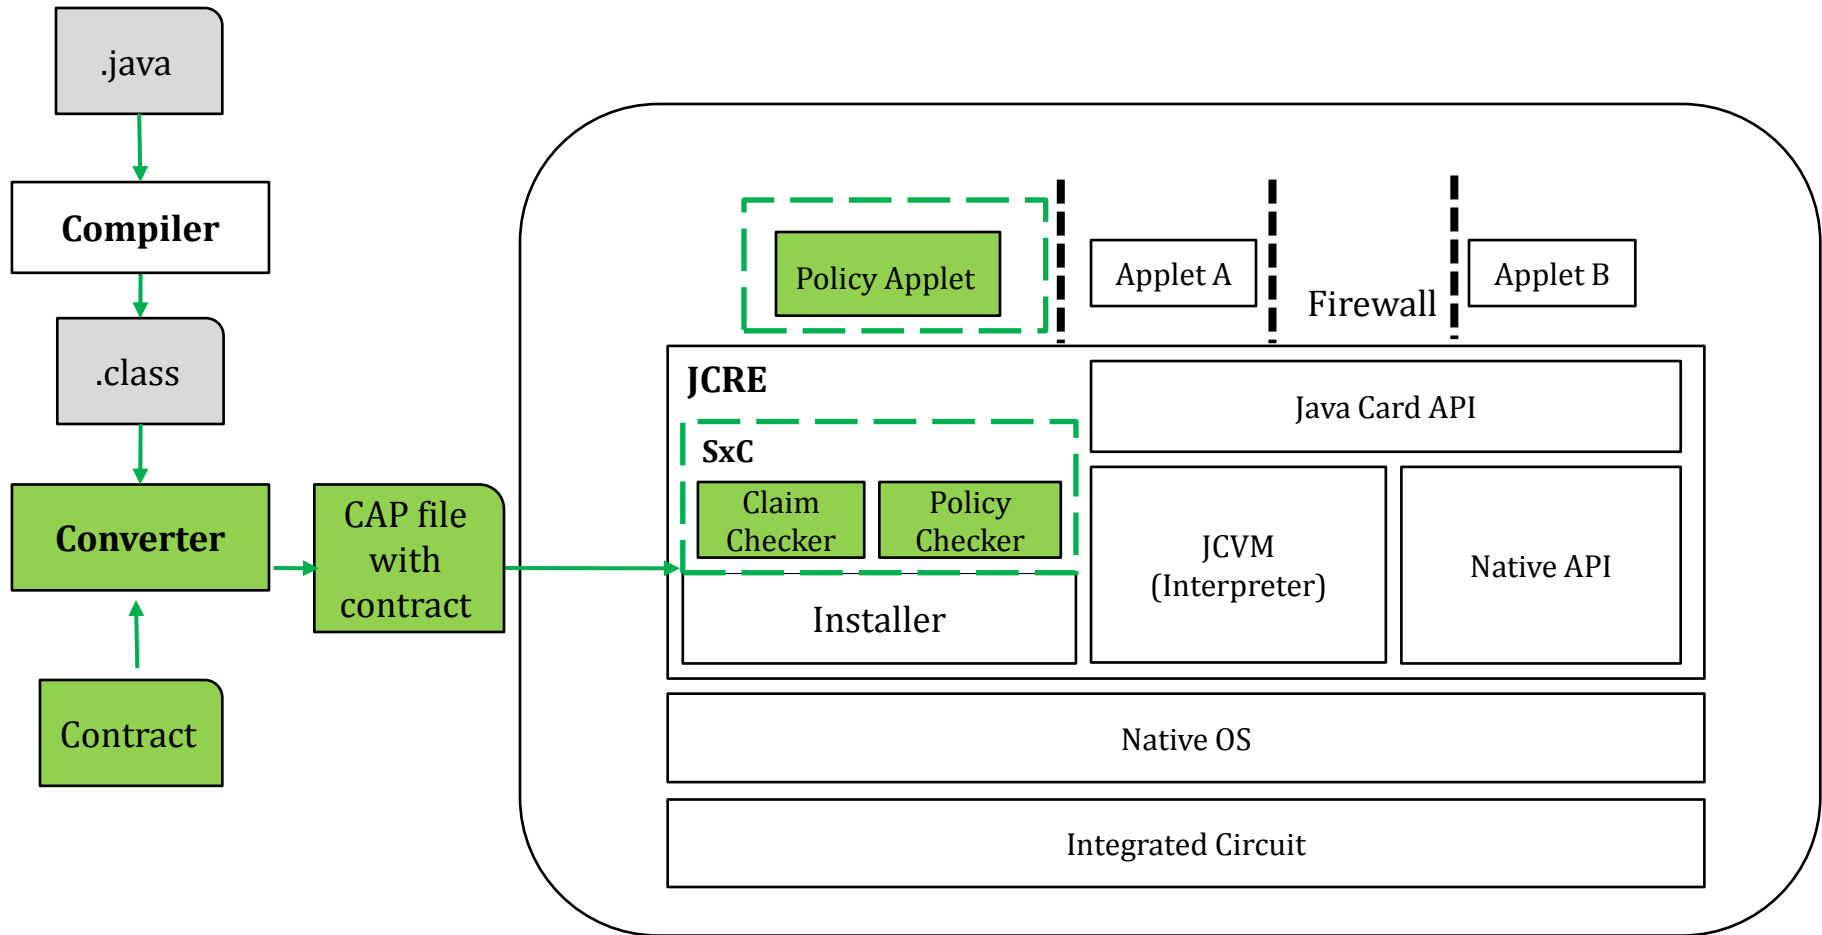 .java
Compiler
.class
Converter
Contract
CAP file
with
contract
Policy Applet
Applet A
Firewall
Applet B
JCRE
SxC
Claim
Checker
Policy
Checker
Installer
Java Card API
JCVM
(Interpreter)
Native API
Native OS
Integrated Circuit